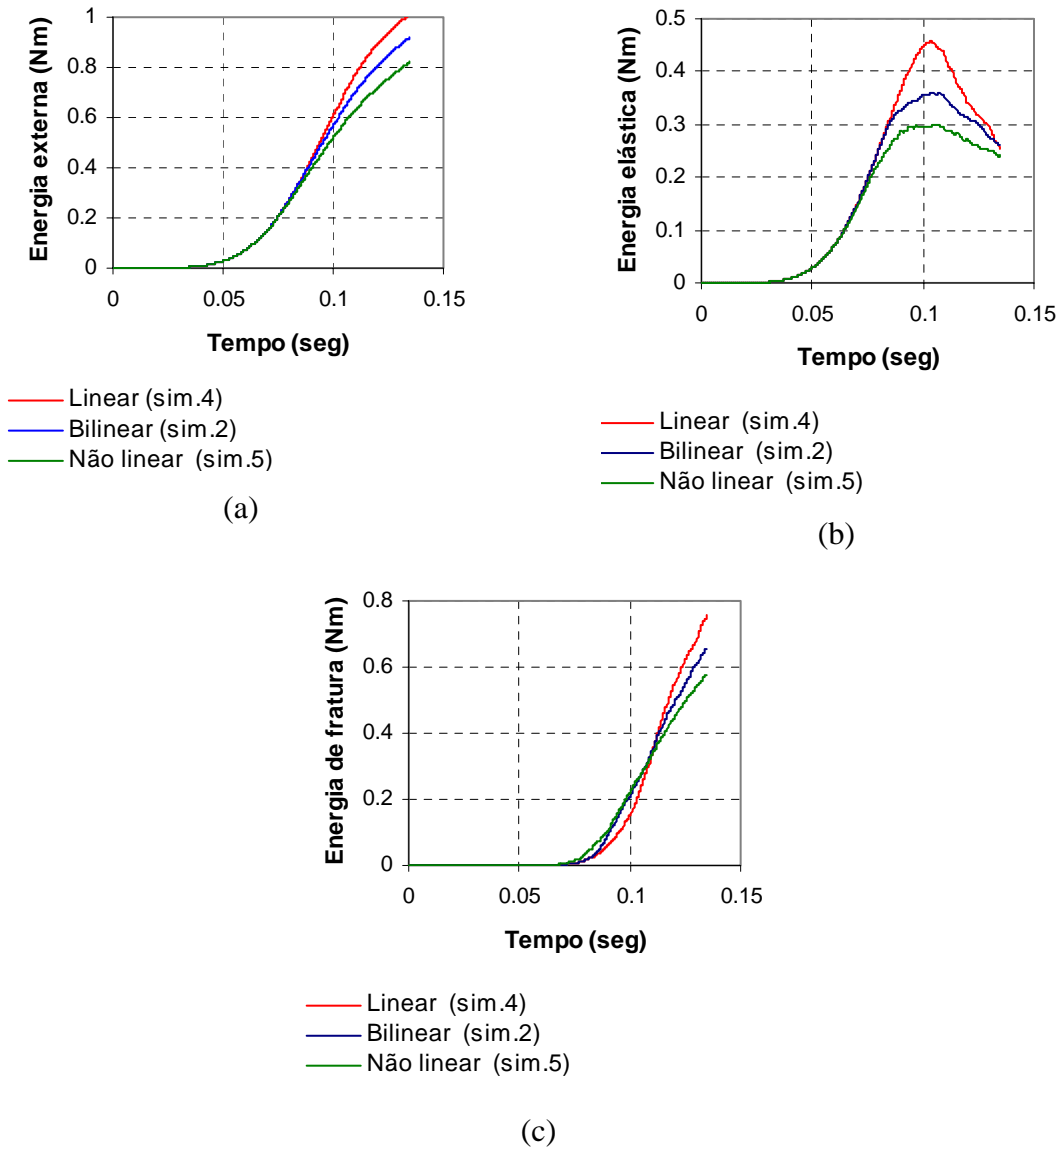 Energia externa (Nm)
1
0.8
0.6
0.4
0.2
0
0 0.05 0.1 0.15
Tempo (seg)
Linear (sim.4)
Bilinear (sim.2)
Não linear (sim.5)
(a)
Energia elástica (Nm)
0.5
0.4
0.3
0.2
0.1
0
0 0.05 0.1 0.15
Tempo (seg)
Linear (sim.4)
Bilinear (sim.2)
Não linear (sim.5)
(b)
Energia de fratura (Nm)
0.8
0.6
0.4
0.2
0
0 0.05 0.1 0.15
Tempo (seg)
Linear (sim.4)
Bilinear (sim.2)
Não linear (sim.5)
(c)